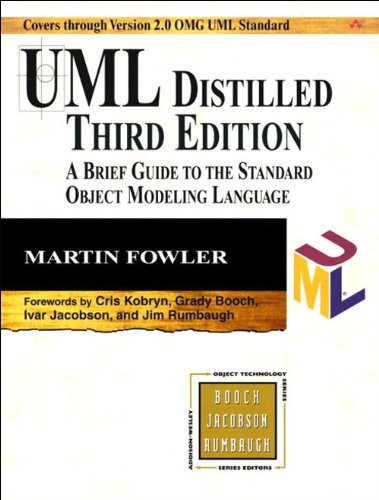 Covers through Version 2.0 OMG UML Standard
UML DISTILLED
THIRD EDITION
A BRIEF GUIDE TO THE STANDARD
OBJECT MODELING LANGUAGE
MARTIN FOWLER
Forewords by Cris Kobryn, Grady Booch,
Ivar Jacobson, and Jim Rumbaugh
UML
OBJECT TECHNOLOGY
SERIES
ADDISON-WESLEY
BOOCH
JACOBSON
RUMBAUGH
SERIES EDITORS